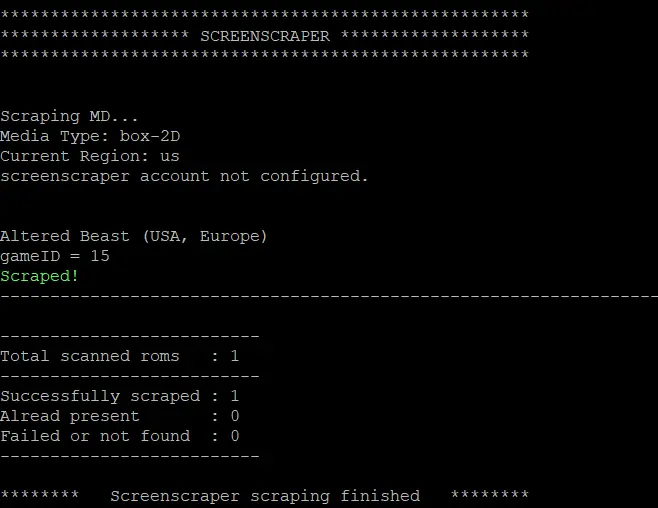 *****************************************************
******************* SCREENSCRAPER *******************
*****************************************************
Scraping MD...
Media Type: box-2D
Current Region: us
screenscraper account not configured.
Altered Beast (USA, Europe)
gameID = 15
Scraped!
------------------------------------------------------------------
--------------------------
Total scanned roms   : 1
--------------------------
Successfully scraped : 1
Alread present       : 0
Failed or not found  : 0
--------------------------
********   Screenscraper scraping finished   ********